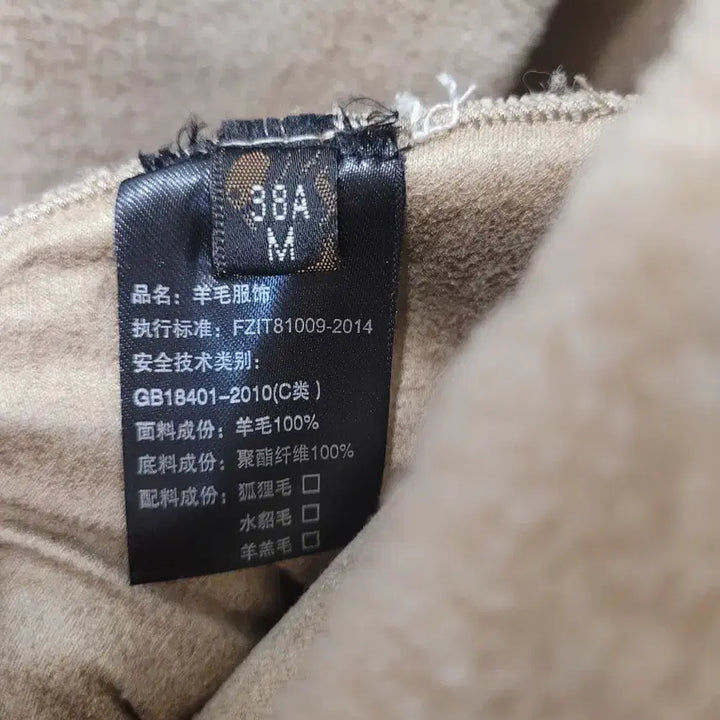 38A
M
品名：羊毛服饰
执行标准：FZIT81009-2014
安全技术类别：
GB18401-2010(C类）
面料成份：羊毛100%
底料成份：聚酯纤维100%
配料成份：狐狸毛
水貂毛
羊羔毛